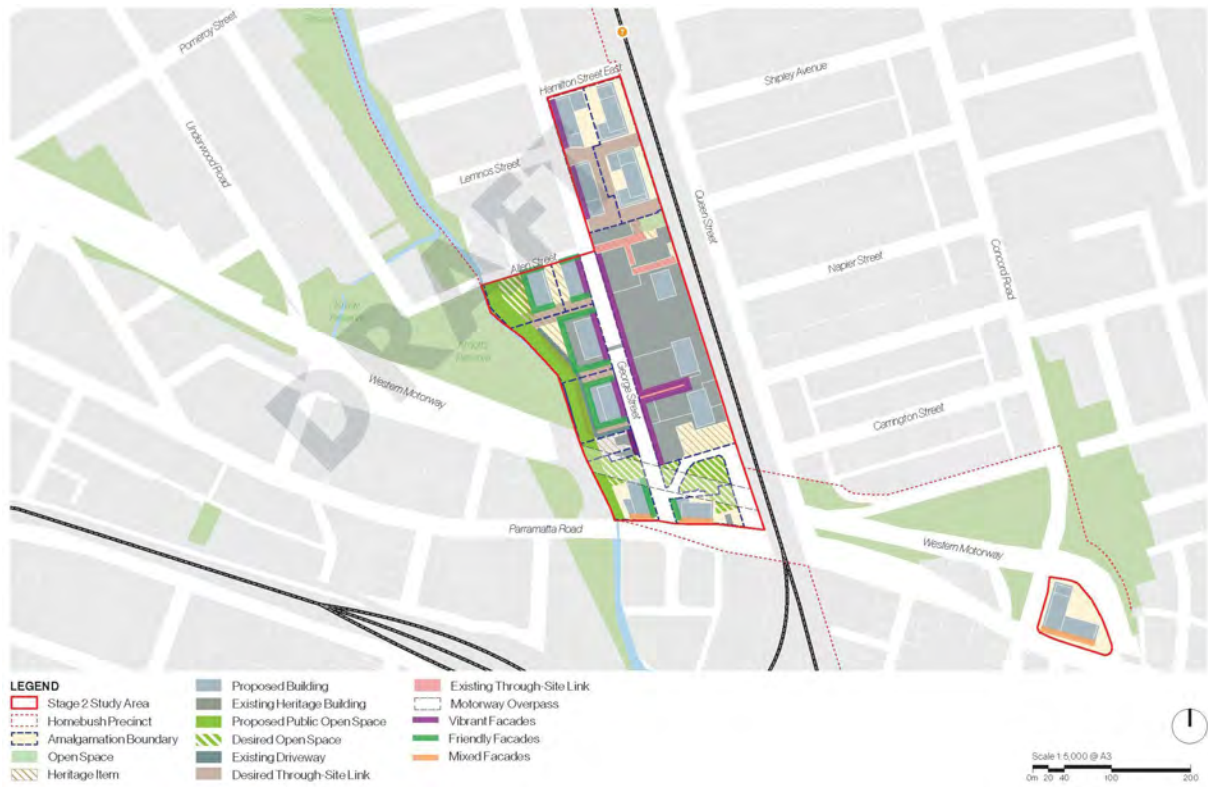 Pomeroy Street
Underwood Road
Hamilton Street East
Shipley Avenue
Lemnos Street
Queen Street
Concord Road
Allen Street
Napier Street
DRAFT
Reserve
Western Motorway
George Street
Carrington Street
Parramatta Road
Western Motorway
LEGEND
Stage 2 Study Area
Homebush Precinct
Amalgamation Boundary
Open Space
Heritage Item
Proposed Building
Existing Heritage Building
Proposed Public Open Space
Desired Open Space
Existing Driveway
Desired Through-Site Link
Existing Through-Site Link
Motorway Overpass
Vibrant Facades
Friendly Facades
Mixed Facades
Scale 1:5,000 @ A3
0m 20 40 100 200